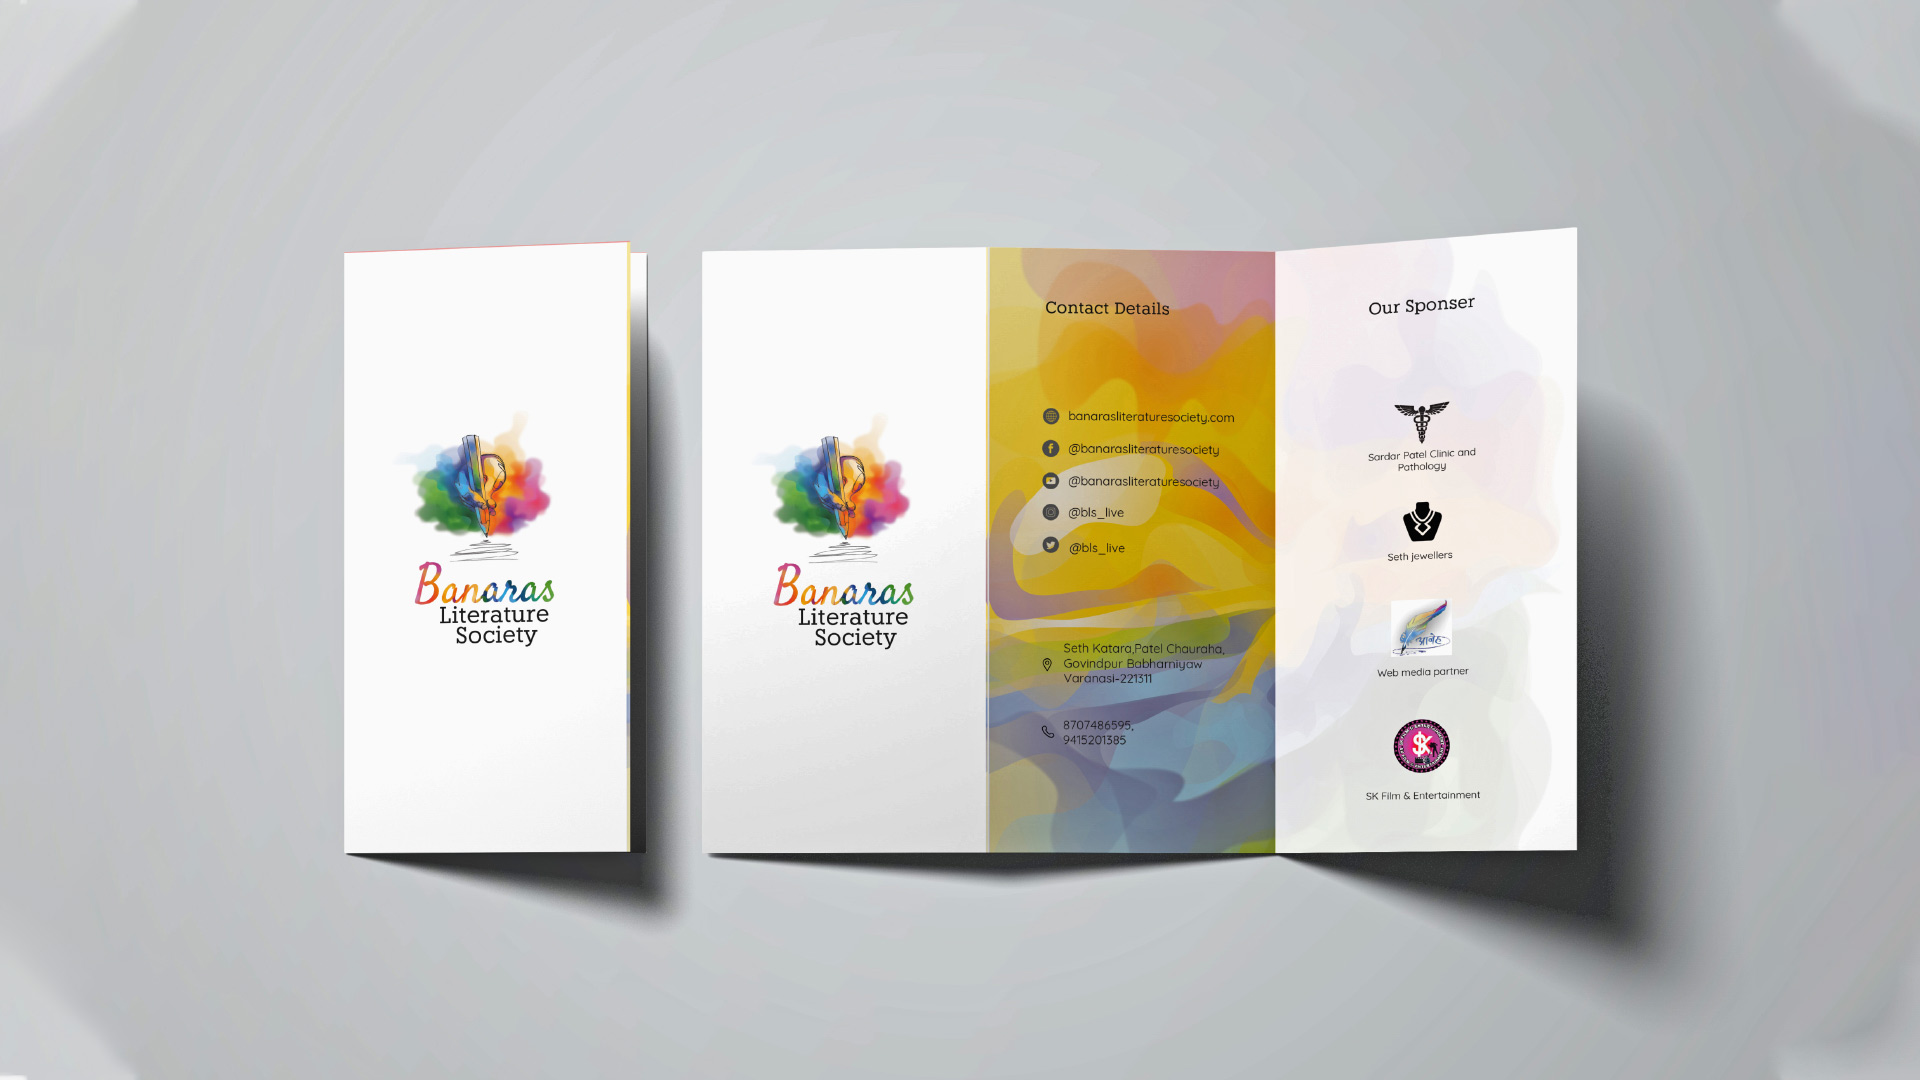 Banaras
Literature
Society
Banaras
Literature
Society
Contact Details
banarasliteraturesociety.com
@banarasliteraturesociety
@banarasliteraturesociety
@bls_live
@bls_live
Seth Katara,Patel Chauraha,
Govindpur Babharniyaw
Varanasi-221311
8707486595,
9415201385
Our Sponser
Sardar Patel Clinic and
Pathology
Seth jewellers
आनेह
Web media partner
SK
SK Film & Entertainment